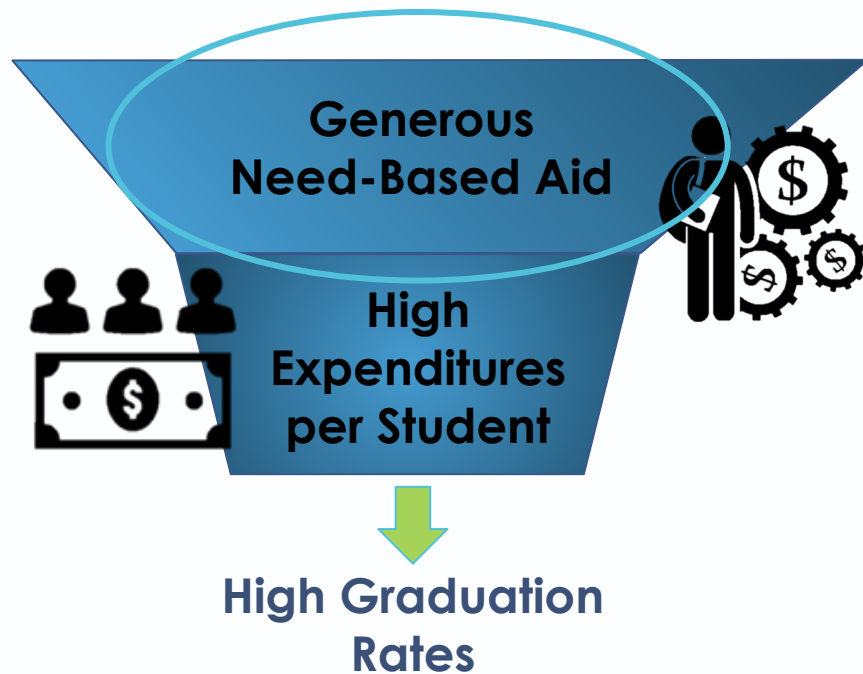 Generous
Need-Based Aid
$
$
$
High
Expenditures
per Student
$
High Graduation
Rates